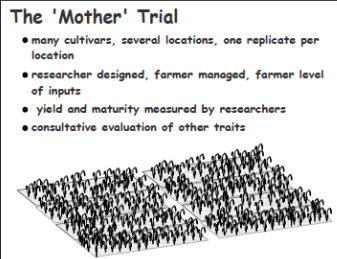 The 'Mother' Trial
• many cultivars, several locations, one replicate per
location
• researcher designed, farmer managed, farmer level
of inputs
• yield and maturity measured by researchers
• consultative evaluation of other traits